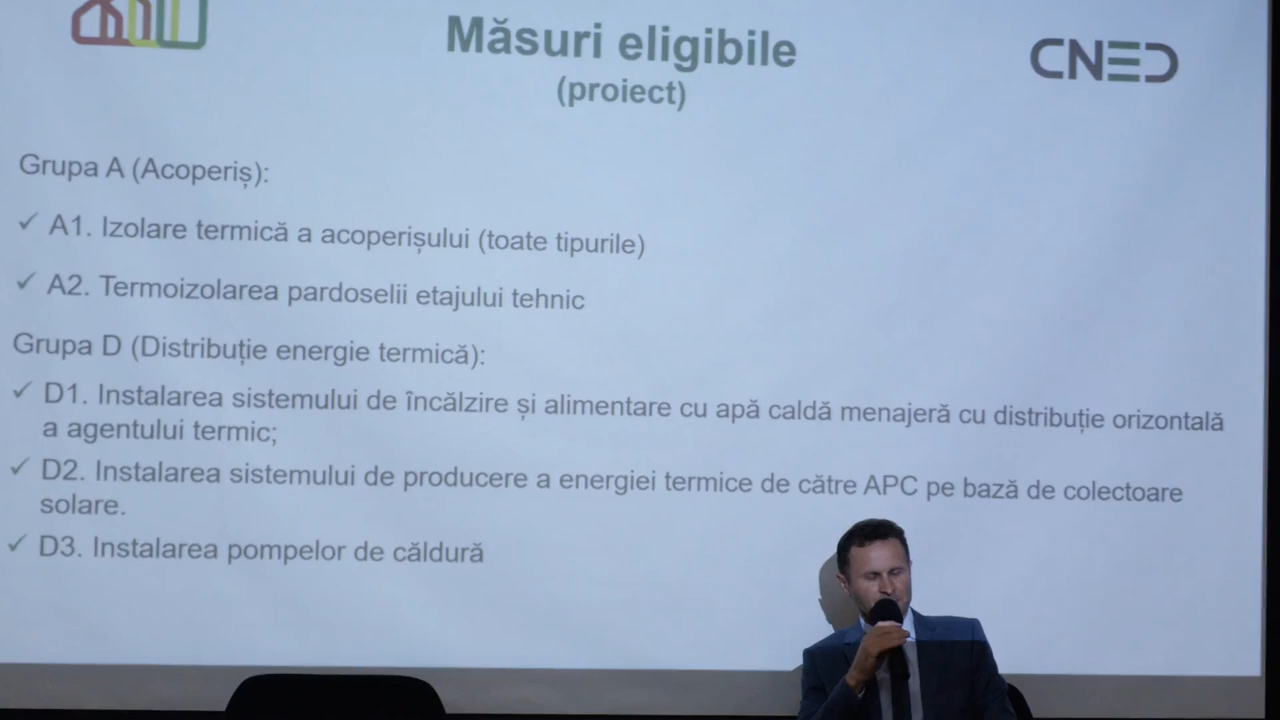 Măsuri eligibile
(proiect)
CNED
Grupa A (Acoperiș):
✓ A1. Izolare termică a acoperișului (toate tipurile)
✓ A2. Termoizolarea pardoselii etajului tehnic
Grupa D (Distribuție energie termică):
✓ D1. Instalarea sistemului de încălzire și alimentare cu apă caldă menajeră cu distribuție orizontală
a agentului termic;
✓ D2. Instalarea sistemului de producere a energiei termice de către APC pe bază de colectoare
solare.
✓ D3. Instalarea pompelor de căldură